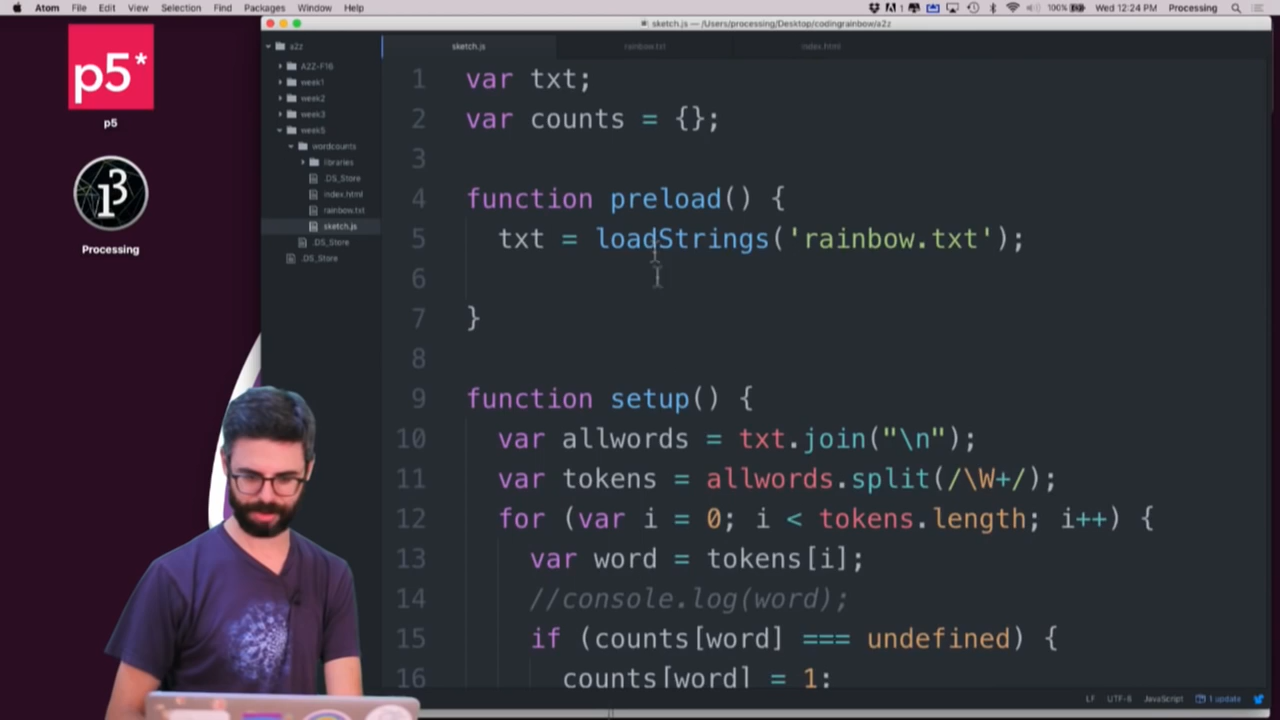 Atom File Edit View Selection Find Packages Window Help
1 100% Wed 12:24 PM Processing
sketch.js — /Users/processing/Desktop/codingrainbow/a2z
p5*
p5
Processing
a2z
A2Z-F16
week1
week2
week3
week5
wordcounts
libraries
.DS_Store
index.html
rainbow.txt
sketch.js
.DS_Store
.DS_Store
sketch.js rainbow.txt index.html
1 var txt;
2 var counts = {};
3
4 function preload() {
5 txt = loadStrings('rainbow.txt');
6
7 }
8
9 function setup() {
10 var allwords = txt.join("\n");
11 var tokens = allwords.split(/\W+/);
12 for (var i = 0; i < tokens.length; i++) {
13 var word = tokens[i];
14 //console.log(word);
15 if (counts[word] === undefined) {
16 counts[word] = 1;
LF UTF-8 JavaScript 1 update